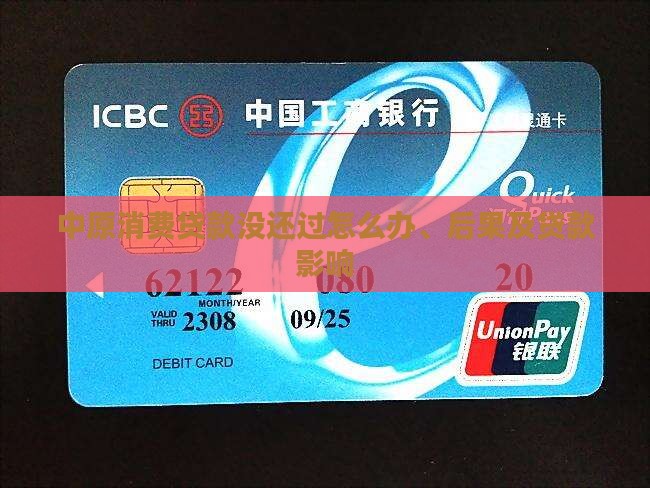 ICBC 中国工商银行
通卡
Quick
Pass
中原消费贷款没还过怎么办、后果及贷款
影响
62122 080 20
MONTH/YEAR
VALID
THRU 2308 09/25
DEBIT CARD
UnionPay
银联